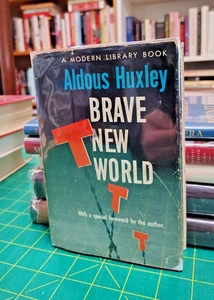 A MODERN LIBRARY BOOK
Aldous Huxley
BRAVE
NEW
WORLD
T
T
T
With a special foreword by the author.